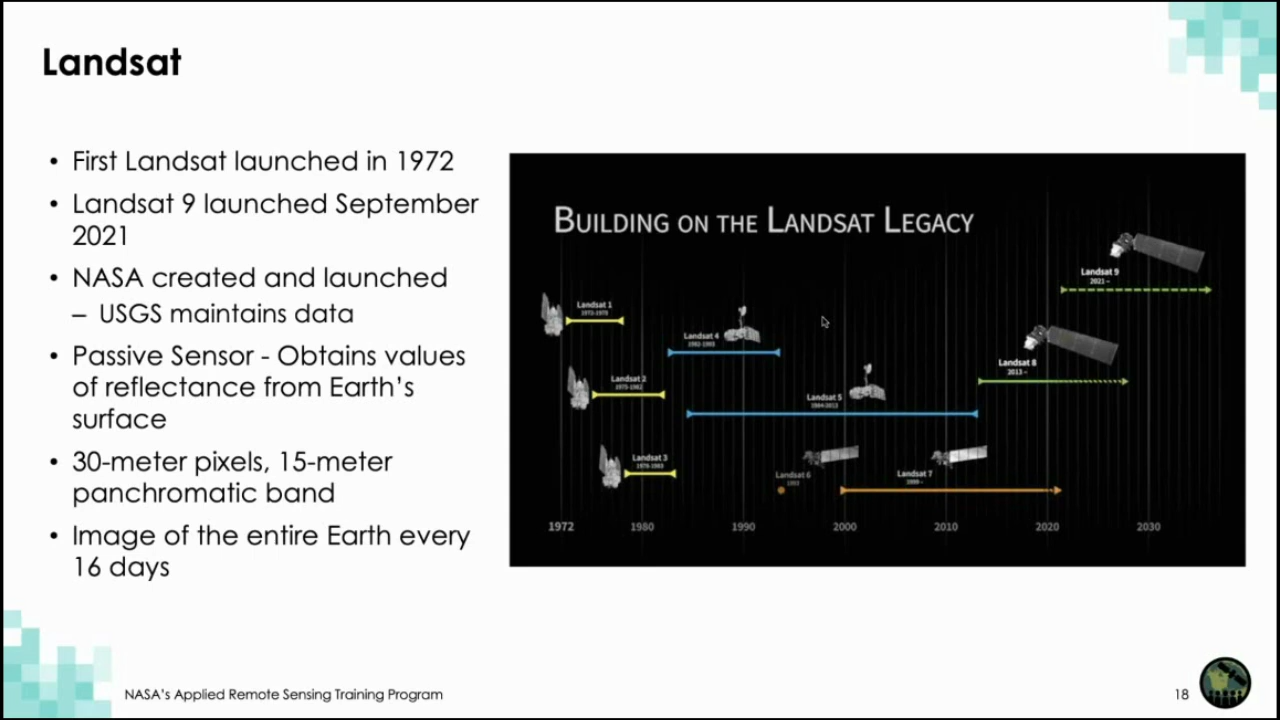 Landsat
• First Landsat launched in 1972
• Landsat 9 launched September
2021
• NASA created and launched
– USGS maintains data
• Passive Sensor - Obtains values
of reflectance from Earth's
surface
• 30-meter pixels, 15-meter
panchromatic band
• Image of the entire Earth every
16 days
BUILDING ON THE LANDSAT LEGACY
Landsat 9
2021 –
Landsat 1
1972-1978
Landsat 4
1982-1993
Landsat 8
2013 –
Landsat 2
1975-1982
Landsat 5
1984-2013
Landsat 3
1978-1983
Landsat 6
1993
Landsat 7
1999 –
1972 1980 1990 2000 2010 2020 2030
NASA's Applied Remote Sensing Training Program
18